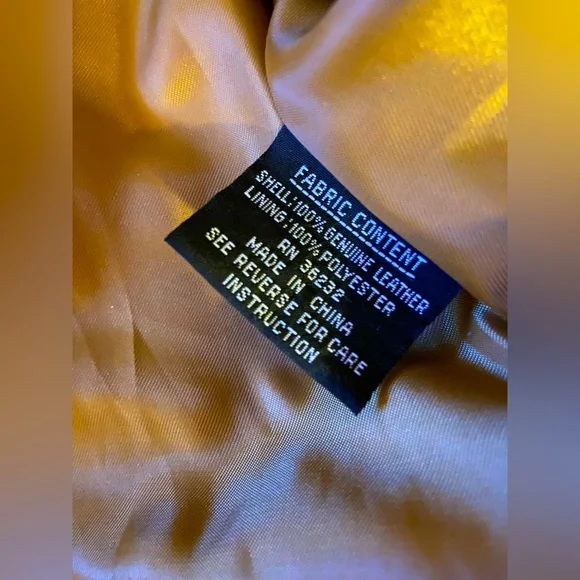 FABRIC CONTENT
SHELL:100% GENUINE LEATHER
LINING:100% POLYESTER
RN 36232
MADE IN CHINA
SEE REVERSE FOR CARE
INSTRUCTION